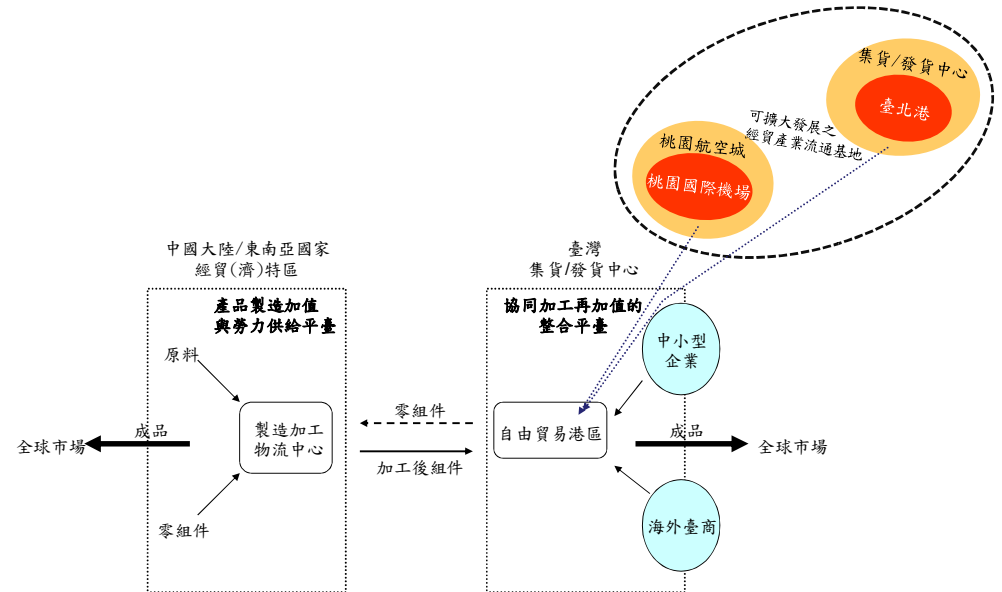 集貨/發貨中心
臺北港
可擴大發展之
經貿產業流通基地
桃園航空城
桃園國際機場
中國大陸/東南亞國家
經貿(濟)特區
臺灣
集貨/發貨中心
產品製造加值
與勞力供給平臺
協同加工再加值的
整合平臺
中小型
企業
原料
製造加工
物流中心
零組件
成品
全球市場
零組件
加工後組件
自由貿易港區
成品
全球市場
海外臺商